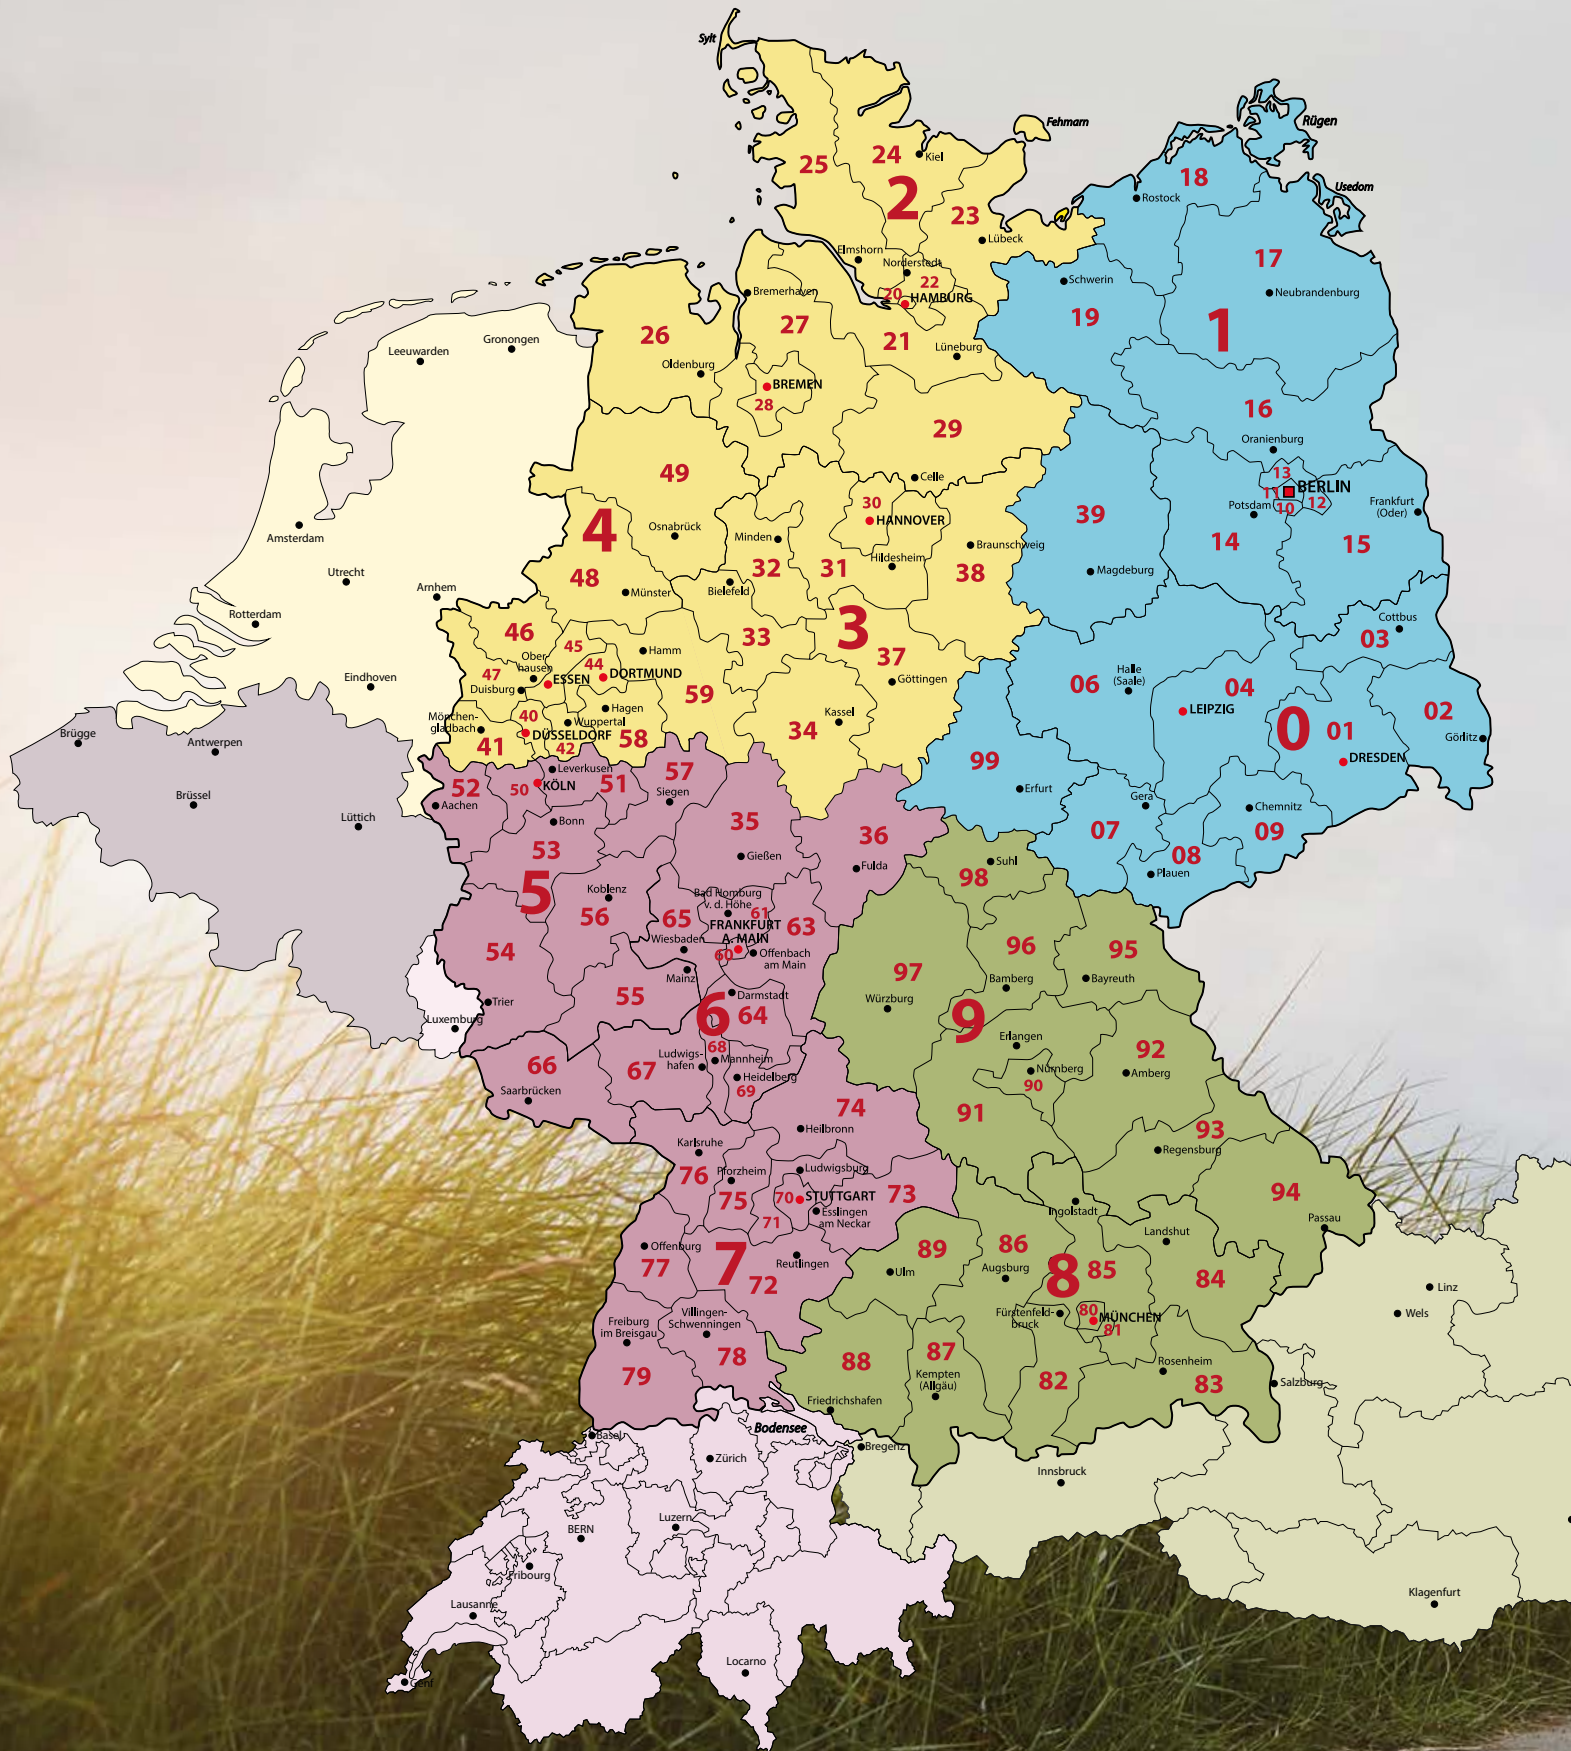 Sylt
Fehmarn
Rügen
Usedom
25
24
Kiel
2
23
Lübeck
18
Rostock
17
Neubrandenburg
Elmshorn
Norderstedt
22
20
HAMBURG
Schwerin
19
1
Bremerhaven
27
26
Oldenburg
21
Lüneburg
BREMEN
28
29
16
Oranienburg
13
BERLIN
11
10
12
Potsdam
Frankfurt
(Oder)
Leeuwarden
Gronongen
Amsterdam
Utrecht
Arnhem
Rotterdam
Eindhoven
49
Osnabrück
4
48
Münster
Celle
30
HANNOVER
Minden
32
31
Hildesheim
Braunschweig
38
Bielefeld
33
3
37
Göttingen
39
Magdeburg
14
15
Cottbus
03
46
45
Ober-
hausen
44
DORTMUND
Hamm
47
Duisburg
ESSEN
59
Hagen
40
Wuppertal
DÜSSELDORF
42
58
Mönchen-
gladbach
41
34
Kassel
06
Halle
(Saale)
04
LEIPZIG
0
01
DRESDEN
02
Görlitz
Brügge
Antwerpen
Brüssel
Lüttich
52
Aachen
50
Leverkusen
KÖLN
51
57
Siegen
Bonn
53
5
35
Gießen
36
Fulda
99
Erfurt
Gera
07
08
Plauen
Chemnitz
09
98
Suhl
Koblenz
56
65
Bad Homburg
v. d. Höhe
61
FRANKFURT
A. MAIN
60
63
Wiesbaden
Offenbach
am Main
Mainz
54
Trier
55
6
Darmstadt
64
Luxemburg
66
Saarbrücken
67
Ludwigs-
hafen
68
Mannheim
Heidelberg
69
97
Würzburg
96
Bamberg
95
Bayreuth
9
Erlangen
Nürnberg
90
92
Amberg
91
93
Regensburg
94
Passau
74
Heilbronn
Karlsruhe
76
Pforzheim
75
Ludwigsburg
70
STUTTGART
71
Esslingen
am Neckar
73
Offenburg
77
7
72
Reutlingen
Villingen-
Schwenningen
78
Freiburg
im Breisgau
79
89
Ulm
86
Augsburg
8
85
Ingolstadt
Landshut
84
Fürstenfeld-
bruck
80
MÜNCHEN
81
88
Friedrichshafen
87
Kempten
(Allgäu)
82
Rosenheim
83
Salzburg
Linz
Wels
Innsbruck
Klagenfurt
Bodensee
Bregenz
Basel
Zürich
Luzern
BERN
Fribourg
Lausanne
Genf
Locarno